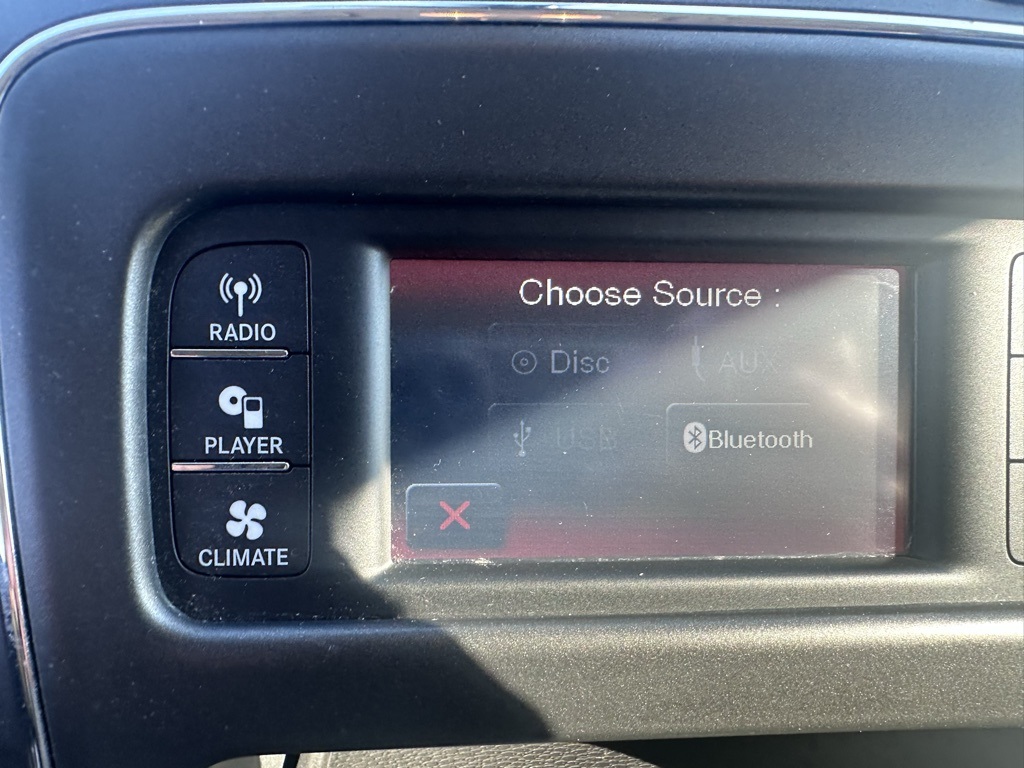 RADIO
PLAYER
CLIMATE
Choose Source :
Disc
AUX
USB
Bluetooth